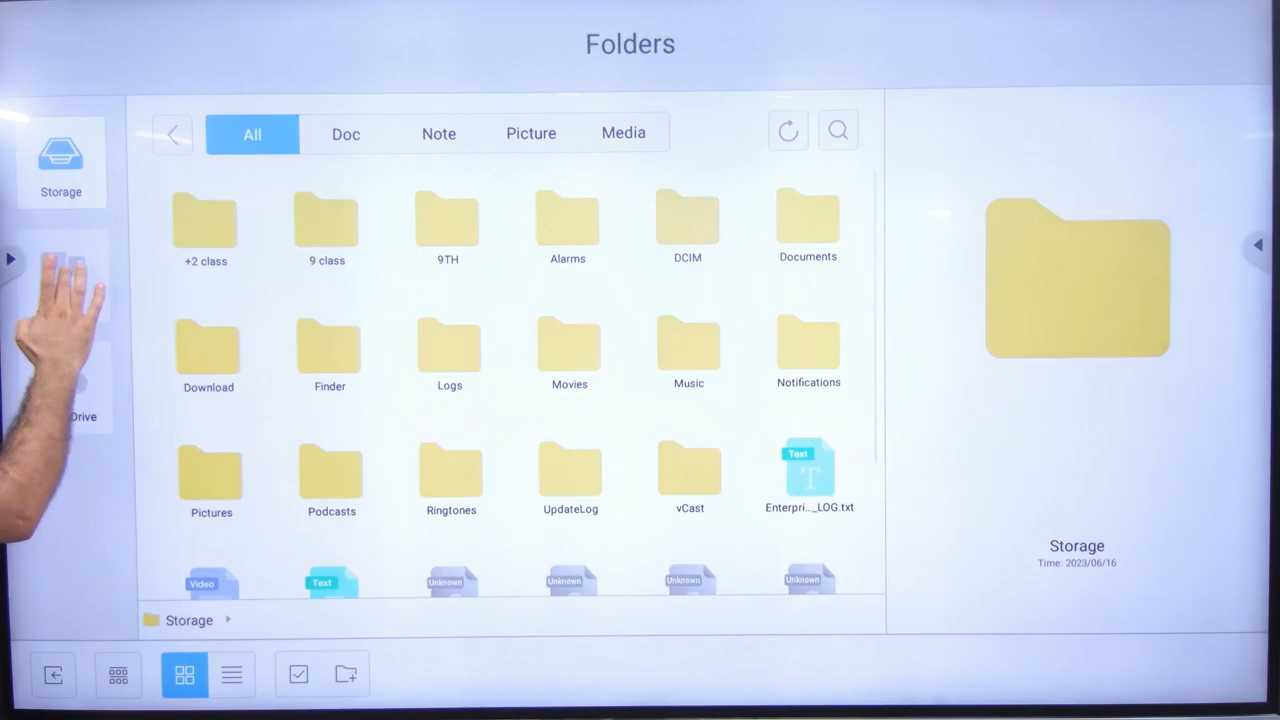 Folders
All
Doc
Note
Picture
Media
Storage
+2 class
9 class
9TH
Alarms
DCIM
Documents
Download
Finder
Logs
Movies
Music
Notifications
Drive
Pictures
Podcasts
Ringtones
UpdateLog
vCast
Text
T
Enterpri..._LOG.txt
Video
Text
Unknown
Unknown
Unknown
Unknown
Storage
Storage
Time: 2023/06/16